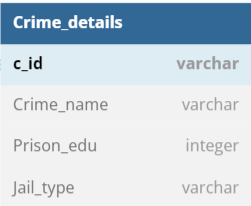 Crime_details
c_id varchar
Crime_name varchar
Prison_edu integer
Jail_type varchar